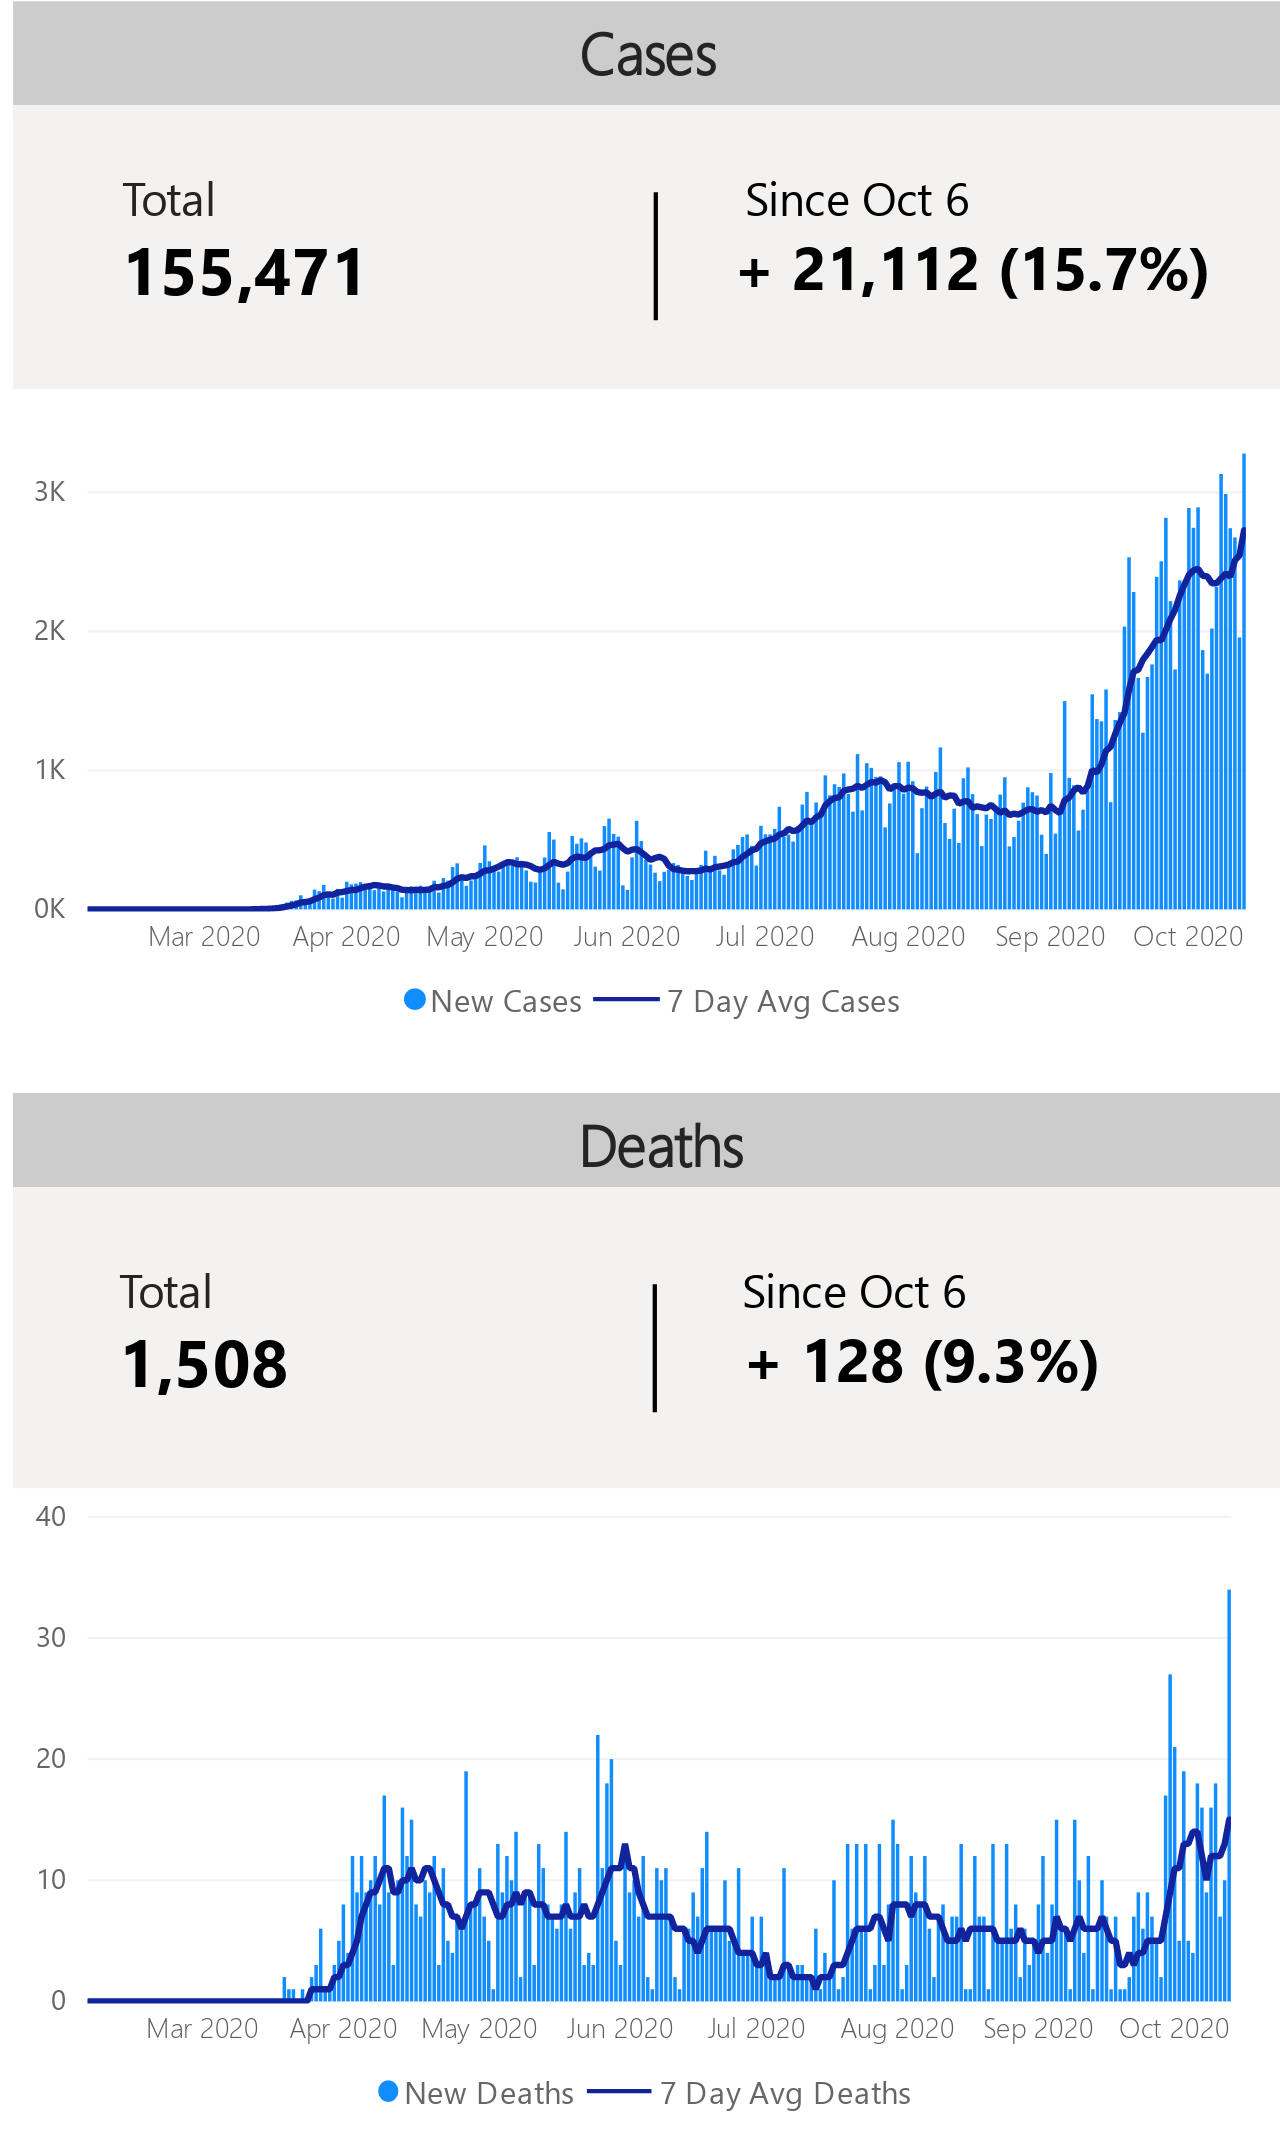 Cases
Total
Since Oct 6
155,471
+ 21,112 (15.7%)
3K
2K
1K
0K
Mar 2020 Apr 2020 May 2020 Jun 2020 Jul 2020 Aug 2020 Sep 2020 Oct 2020
New Cases 7 Day Avg Cases
Deaths
Total
Since Oct 6
1,508
+ 128 (9.3%)
40
30
20
10
0
Mar 2020 Apr 2020 May 2020 Jun 2020 Jul 2020 Aug 2020 Sep 2020 Oct 2020
New Deaths 7 Day Avg Deaths